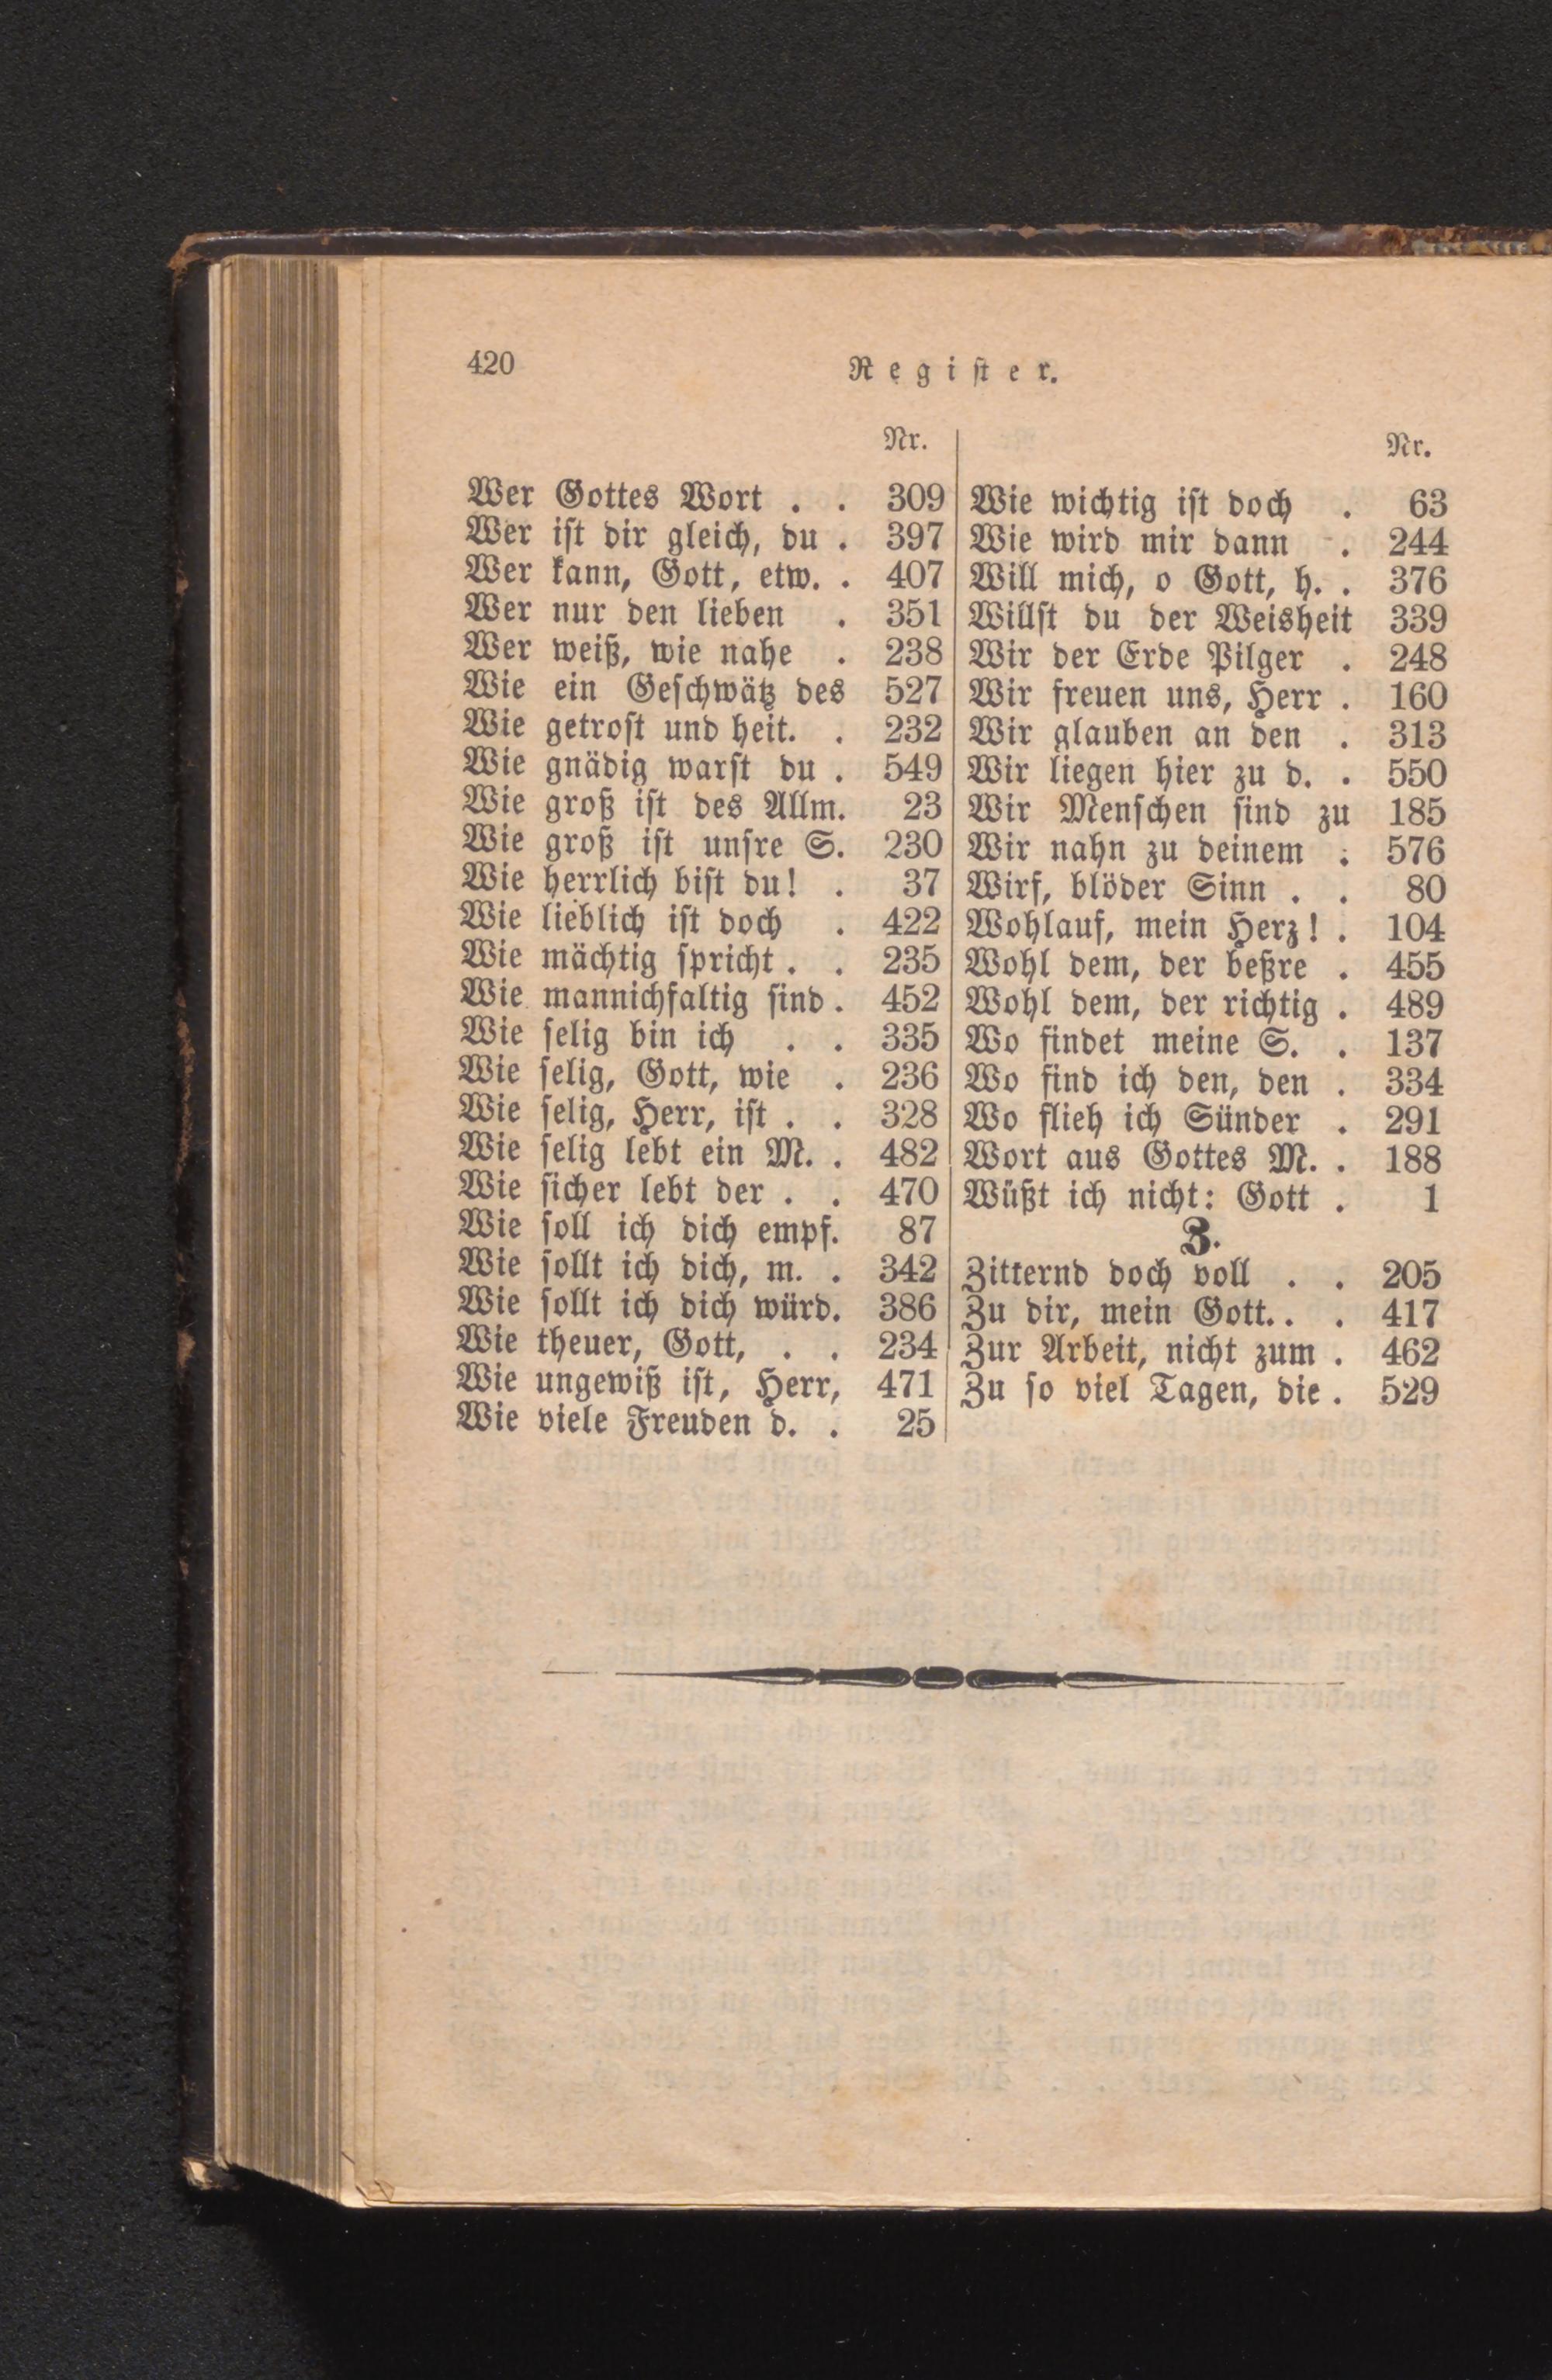 420
Regiſter.
Nr.
Wer Gottes Wort . . 309
Wer iſt dir gleich, du . 397
Wer kann, Gott, etw. . 407
Wer nur den lieben . 351
Wer weiß, wie nahe . 238
Wie ein Geſchwätz des 527
Wie getroſt und heit. . 232
Wie gnädig warſt du . 549
Wie groß iſt des Allm. 23
Wie groß iſt unſre S. 230
Wie herrlich biſt du! . 37
Wie lieblich iſt doch . 422
Wie mächtig ſpricht . . 235
Wie mannichfaltig ſind . 452
Wie ſelig bin ich . . 335
Wie ſelig, Gott, wie . 236
Wie ſelig, Herr, iſt . . 328
Wie ſelig lebt ein M. . 482
Wie ſicher lebt der . . 470
Wie ſoll ich dich empf. 87
Wie ſollt ich dich, m. . 342
Wie ſollt ich dich würd. 386
Wie theuer, Gott, . . 234
Wie ungewiß iſt, Herr, 471
Wie viele Freuden d. . 25
Nr.
Wie wichtig iſt doch . 63
Wie wird mir dann . 244
Will mich, o Gott, h. . 376
Willſt du der Weisheit 339
Wir der Erde Pilger . 248
Wir freuen uns, Herr . 160
Wir glauben an den . 313
Wir liegen hier zu d. . 550
Wir Menſchen ſind zu 185
Wir nahn zu deinem . 576
Wirf, blöder Sinn . . 80
Wohlauf, mein Herz! . 104
Wohl dem, der beßre . 455
Wohl dem, der richtig . 489
Wo findet meine S. . 137
Wo find ich den, den . 334
Wo flieh ich Sünder . 291
Wort aus Gottes M. . 188
Wüßt ich nicht: Gott . 1
Z.
Zitternd doch voll . . 205
Zu dir, mein Gott. . . 417
Zur Arbeit, nicht zum . 462
Zu ſo viel Tagen, die . 529